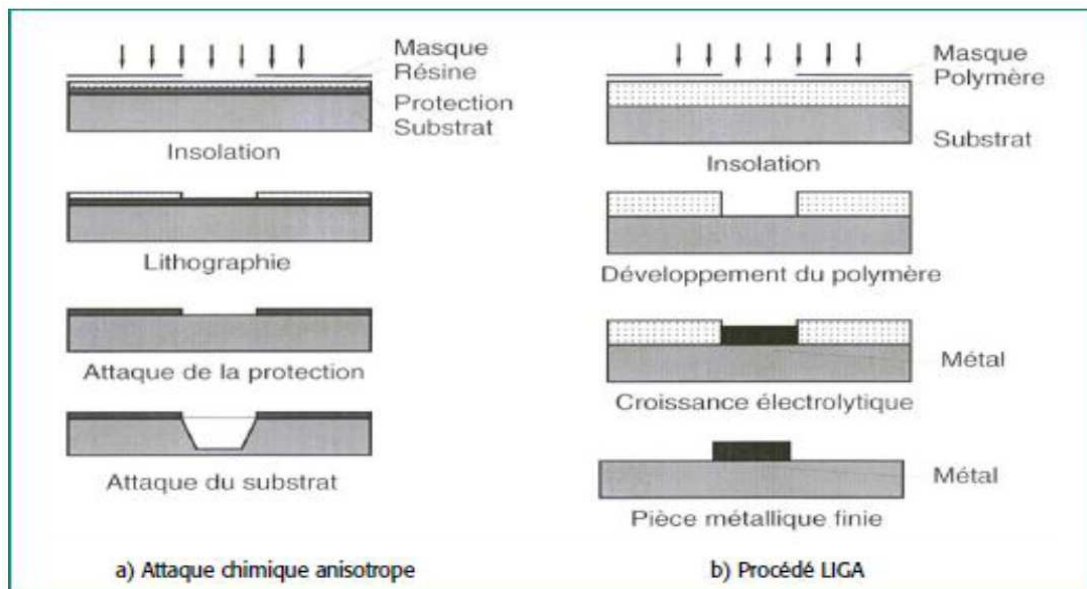 Masque
Résine
Protection
Substrat
Insolation
Lithographie
Attaque de la protection
Attaque du substrat
a) Attaque chimique anisotrope
Masque
Polymère
Substrat
Insolation
Développement du polymère
Métal
Croissance électrolytique
Métal
Pièce métallique finie
b) Procédé LIGA